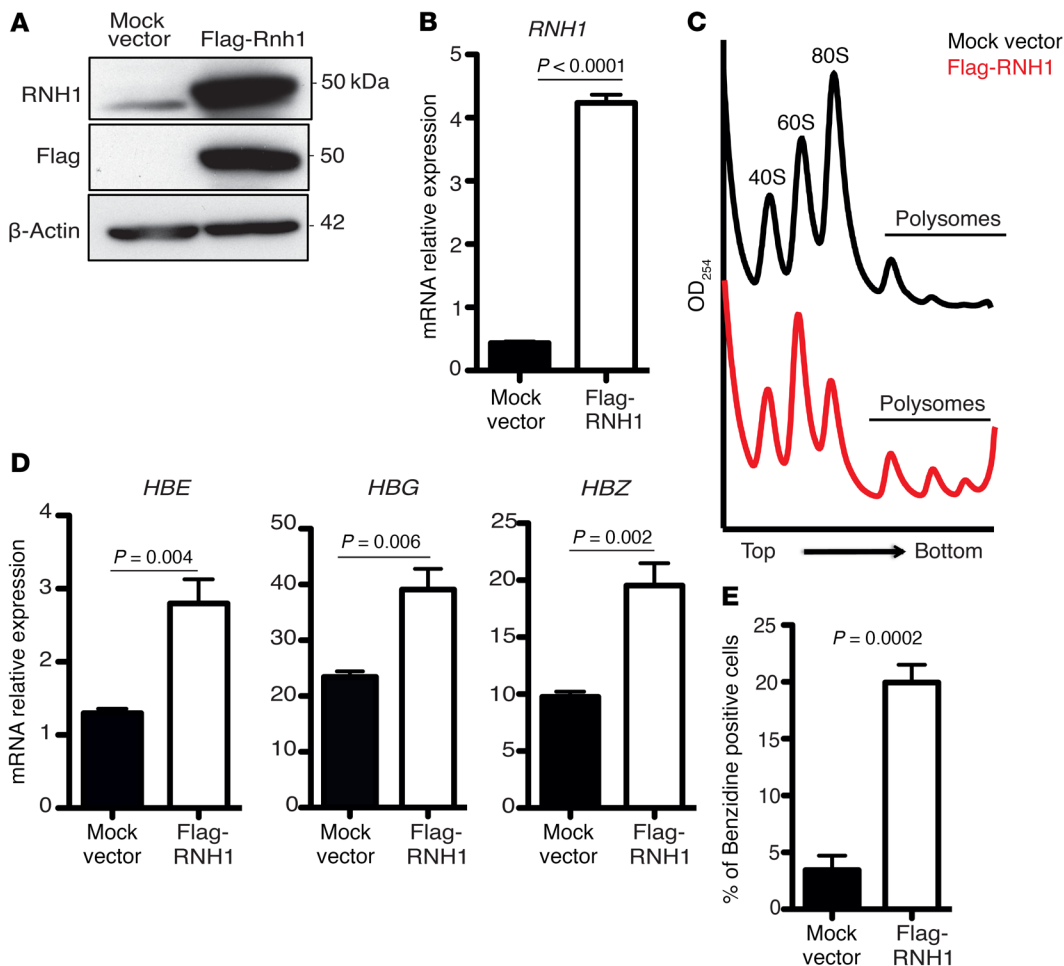 A
Mock
vector
Flag-Rnh1
RNH1
50 kDa
Flag
50
β-Actin
42
B
RNH1
P < 0.0001
mRNA relative expression
5
4
3
2
1
0
Mock
vector
Flag-
RNH1
C
Mock vector
Flag-RNH1
80S
60S
40S
Polysomes
OD254
Polysomes
Top
Bottom
D
HBE
P = 0.004
mRNA relative expression
4
3
2
1
0
Mock
vector
Flag-
RNH1
HBG
P = 0.006
50
40
30
20
10
0
Mock
vector
Flag-
RNH1
HBZ
P = 0.002
25
20
15
10
5
0
Mock
vector
Flag-
RNH1
E
P = 0.0002
% of Benzidine positive cells
25
20
15
10
5
0
Mock
vector
Flag-
RNH1